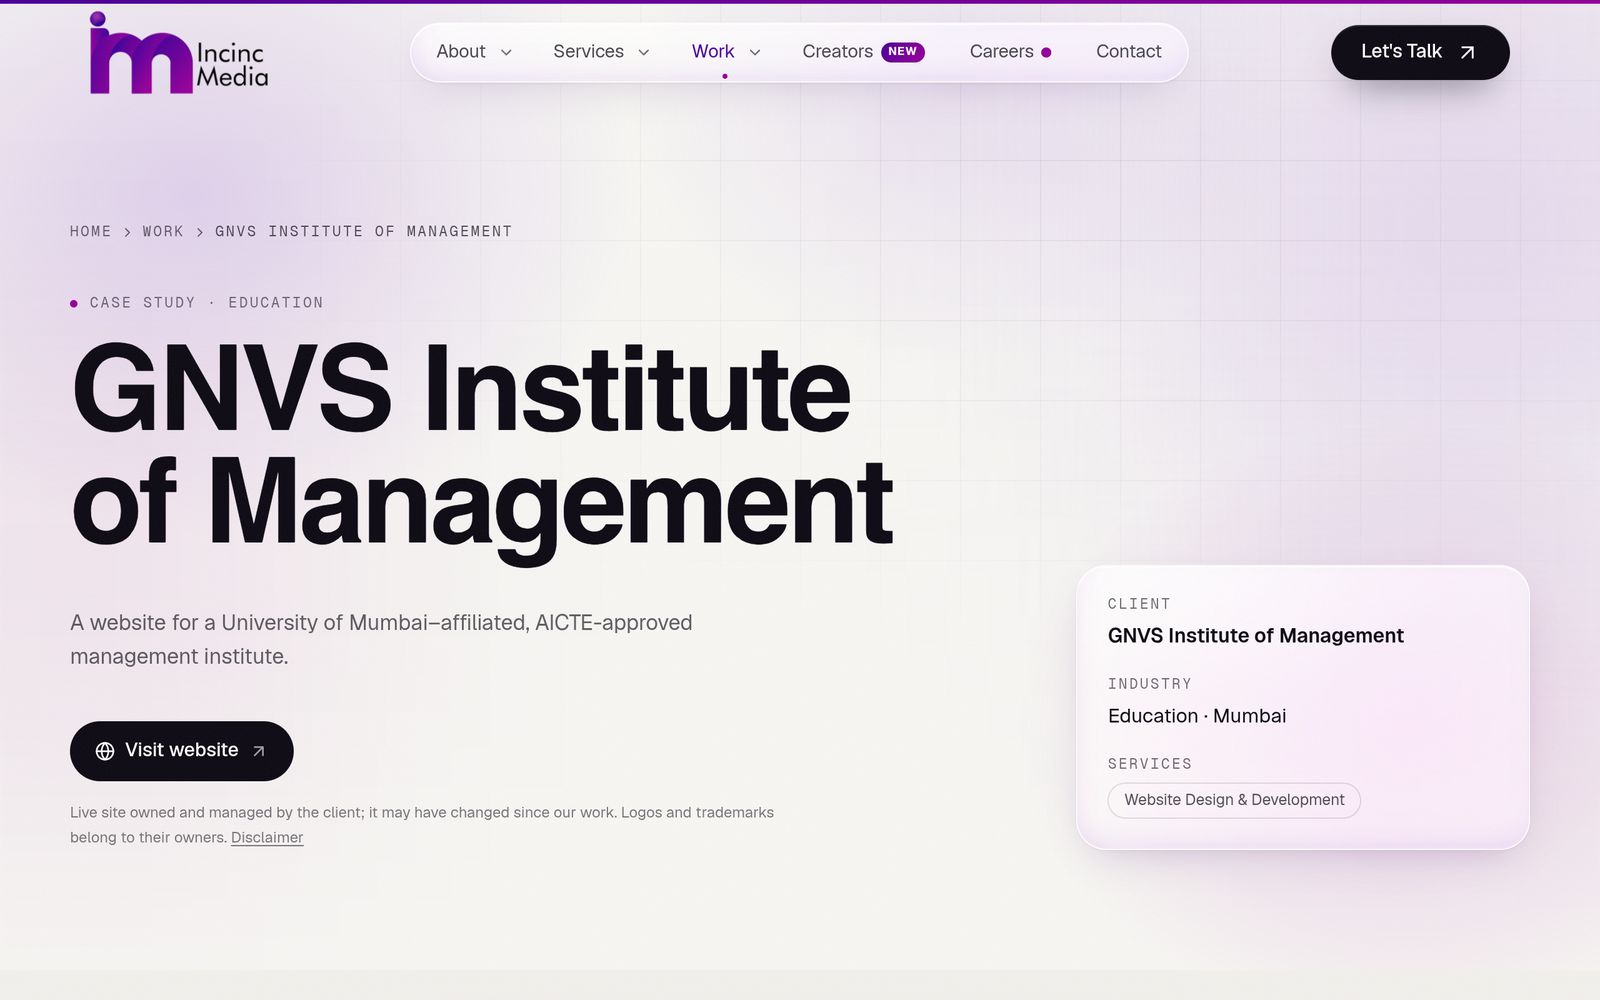 Incinc
Media
About
Services
Work
Creators NEW
Careers
Contact
Let's Talk
HOME > WORK > GNVS INSTITUTE OF MANAGEMENT
CASE STUDY · EDUCATION
GNVS Institute
of Management
A website for a University of Mumbai–affiliated, AICTE-approved
management institute.
Visit website
Live site owned and managed by the client; it may have changed since our work. Logos and trademarks
belong to their owners. Disclaimer
CLIENT
GNVS Institute of Management
INDUSTRY
Education · Mumbai
SERVICES
Website Design & Development